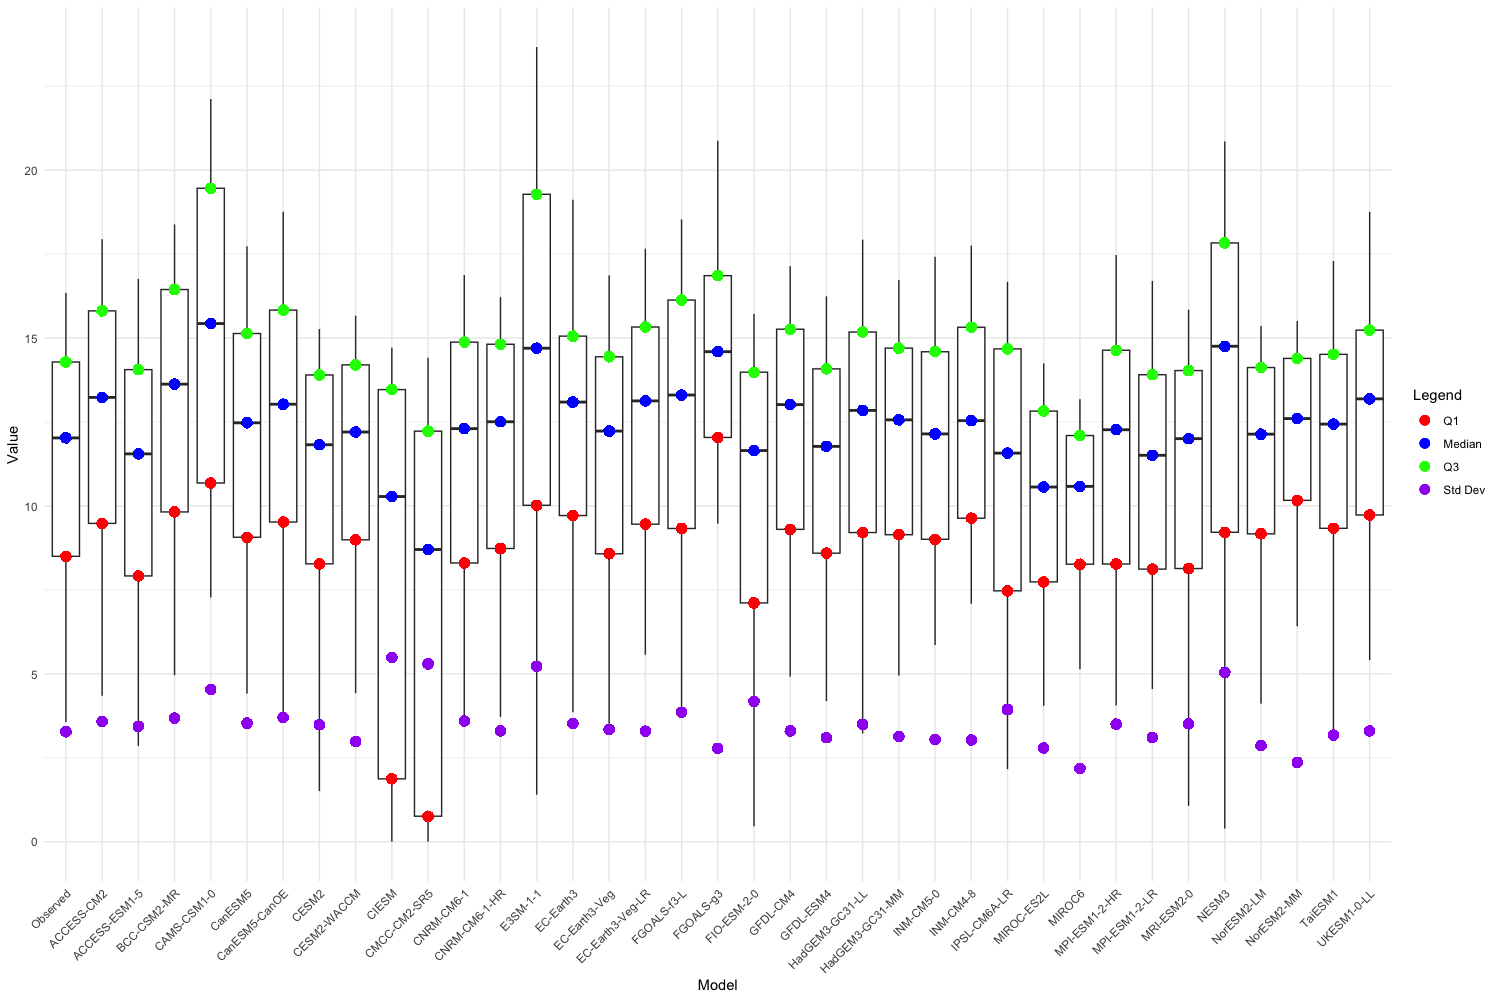 20
15
10
5
0
Value
Observed
ACCESS-CM2
ACCESS-ESM1-5
BCC-CSM2-MR
CAMS-CSM1-0
CanESM5
CanESM5-CanOE
CESM2
CESM2-WACCM
CIESM
CMCC-CM2-SR5
CNRM-CM6-1
CNRM-CM6-1-HR
E3SM-1-1
EC-Earth3
EC-Earth3-Veg
EC-Earth3-Veg-LR
FGOALS-f3-L
FGOALS-g3
FIO-ESM-2-0
GFDL-CM4
GFDL-ESM4
HadGEM3-GC31-LL
HadGEM3-GC31-MM
INM-CM5-0
INM-CM4-8
IPSL-CM6A-LR
MIROC-ES2L
MIROC6
MPI-ESM1-2-HR
MPI-ESM1-2-LR
MRI-ESM2-0
NESM3
NorESM2-LM
NorESM2-MM
TaiESM1
UKESM1-0-LL
Model
Legend
Q1
Median
Q3
Std Dev